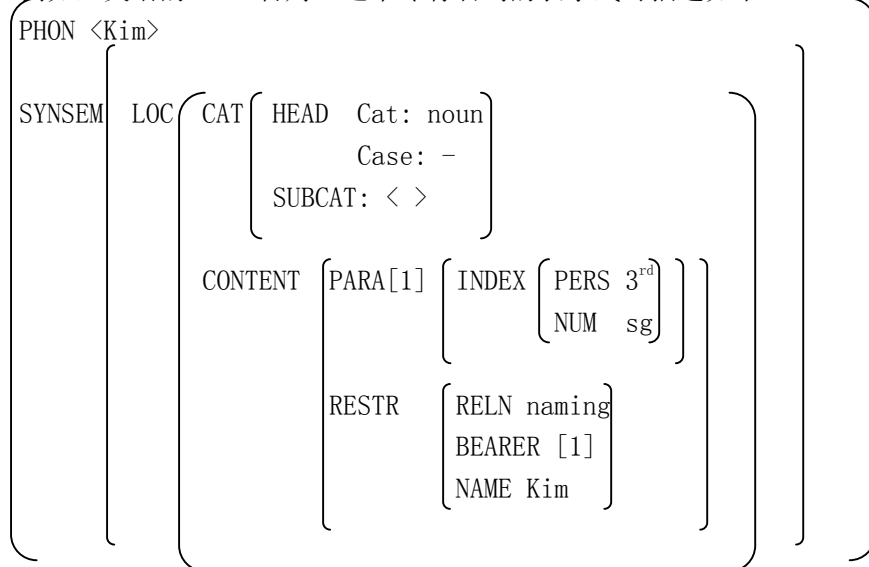 PHON <Kim>
SYNSEM LOC CAT HEAD Cat: noun
Case: -
SUBCAT: < >
CONTENT PARA[1] INDEX PERS 3rd
NUM sg
RESTR RELN naming
BEARER [1]
NAME Kim